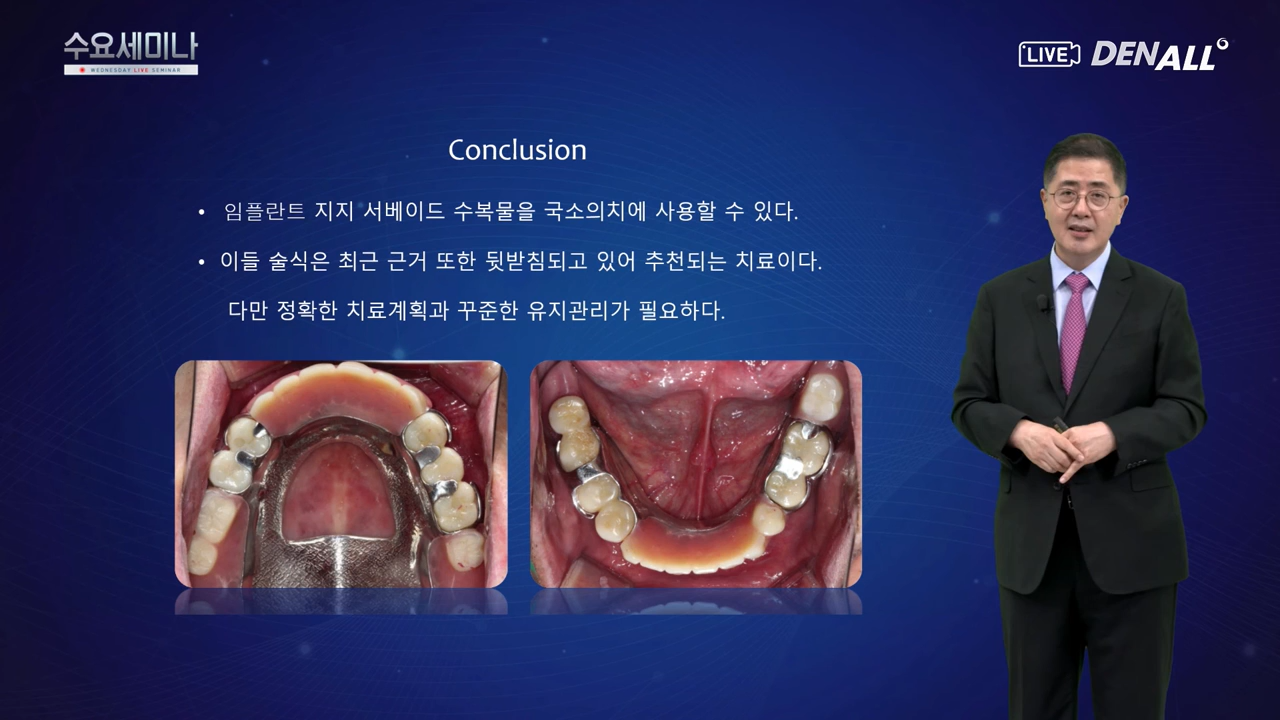 수요세미나
WEDNESDAY LIVE SEMINAR
LIVE DENALL
Conclusion
• 임플란트 지지 서베이드 수복물을 국소의치에 사용할 수 있다.
• 이들 술식은 최근 근거 또한 뒷받침되고 있어 추천되는 치료이다.
다만 정확한 치료계획과 꾸준한 유지관리가 필요하다.